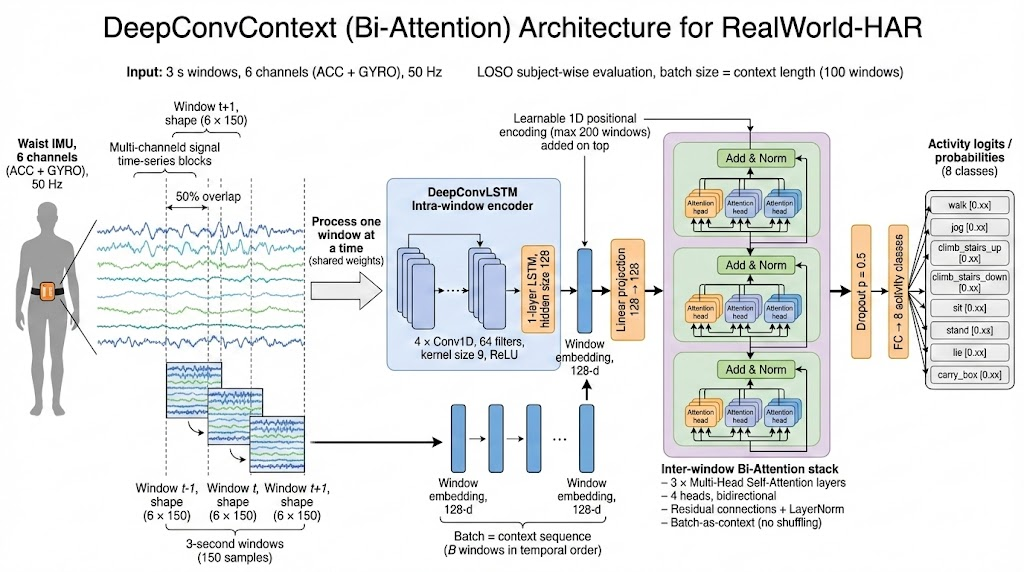 DeepConvContext (Bi-Attention) Architecture for RealWorld-HAR
Input: 3 s windows, 6 channels (ACC + GYRO), 50 Hz
LOSO subject-wise evaluation, batch size = context length (100 windows)
Waist IMU,
6 channels
(ACC + GYRO),
50 Hz
Window t+1,
shape (6 × 150)
Multi-channeld signal
time-series blocks
50% overlap
Window t-1,
shape
(6 × 150)
Window t,
shape
(6 × 150)
Window t+1,
shape
(6 × 150)
3-second windows
(150 samples)
Process one
window at
a time
(shared weights)
DeepConvLSTM
Intra-window encoder
4 × Conv1D, 64 filters,
kernel size 9, ReLU
1-layer LSTM,
hidden size 128
Learnable 1D positional
encoding (max 200 windows)
added on top
Window
embedding,
128-d
Linear projection
128 → 128
Window
embedding,
128-d
...
Window
embedding,
128-d
Batch = context sequence
(B windows in temporal order)
Add & Norm
Attention
head
Attention
head
Attention
head
Add & Norm
Attention
head
Attention
head
Attention
head
Add & Norm
Attention
head
Attention
head
Attention
head
Inter-window Bi-Attention stack
– 3 × Multi-Head Self-Attention layers
– 4 heads, bidirectional
– Residual connections + LayerNorm
– Batch-as-context (no shuffling)
Dropout p = 0.5
FC → 8 activity classes
Activity logits /
probabilities
(8 classes)
walk [0.xx]
jog [0.xx]
climb_stairs_up
[0.xx]
climb_stairs_down
[0.xx]
sit [0.xx]
stand [0.xx]
lie [0.xx]
carry_box [0.xx]